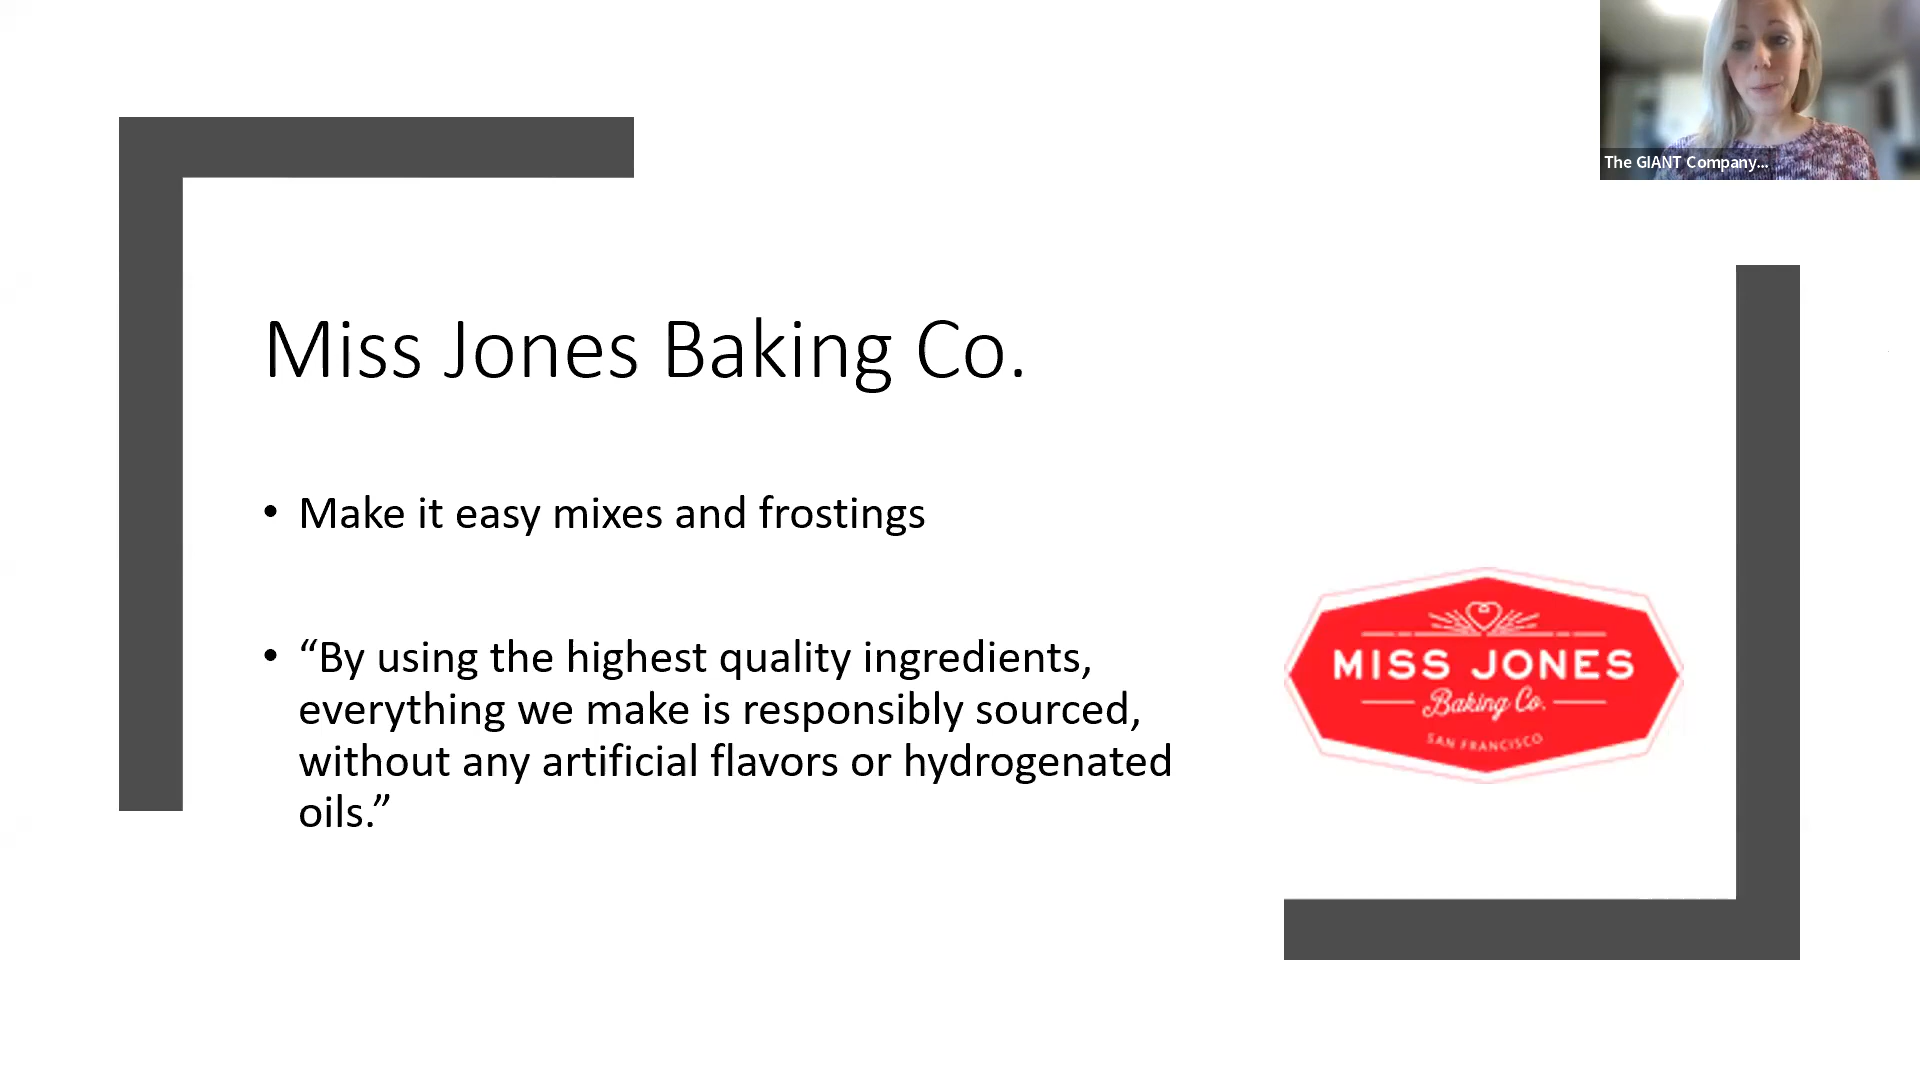 The GIANT Company...
Miss Jones Baking Co.
• Make it easy mixes and frostings
• “By using the highest quality ingredients,
everything we make is responsibly sourced,
without any artificial flavors or hydrogenated
oils.”
MISS JONES
Baking Co.
SAN FRANCISCO